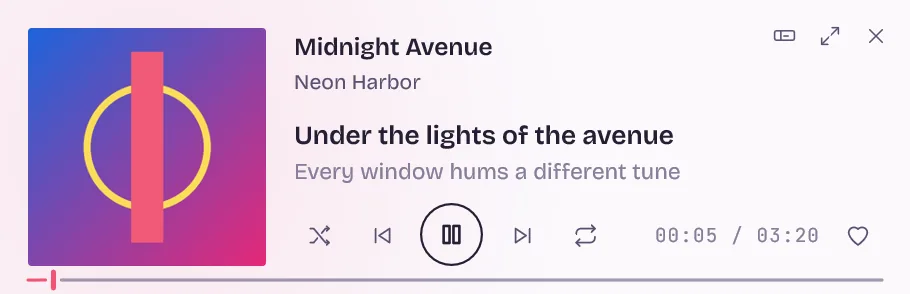 Midnight Avenue
Neon Harbor
Under the lights of the avenue
Every window hums a different tune
00:05 / 03:20